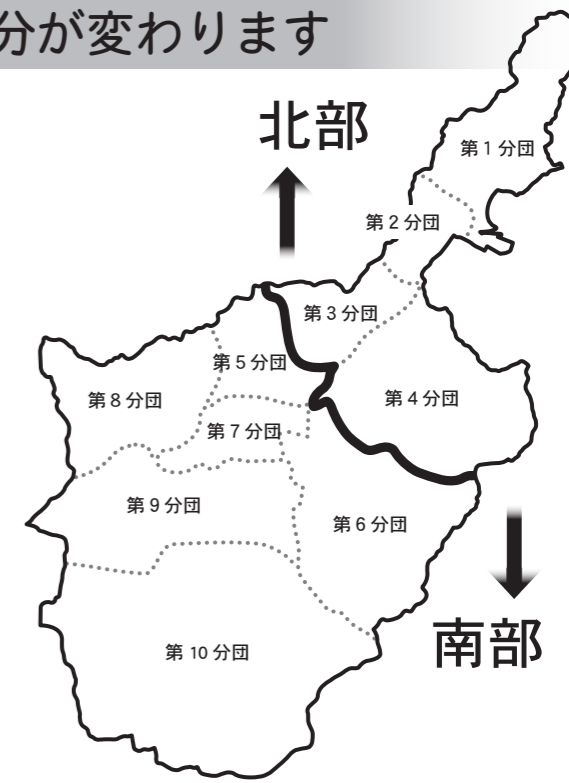 分が変わります
北部
第1分団
第2分団
第3分団
第5分団
第4分団
第8分団
第7分団
第9分団
第6分団
南部
第10分団